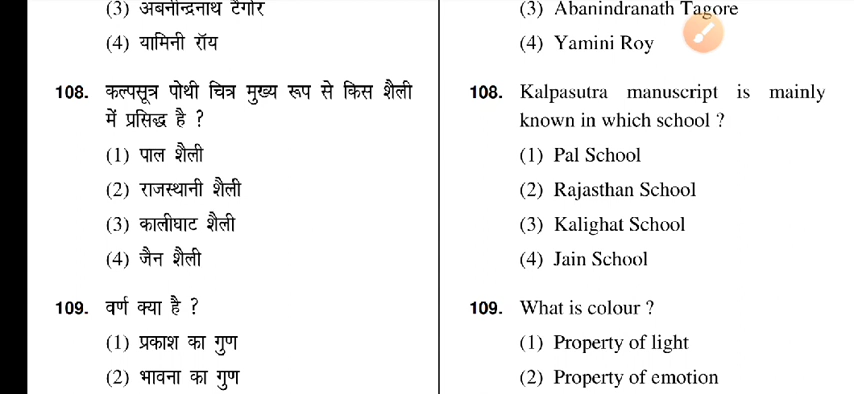 (3) अबनीन्द्रनाथ टैगोर
(4) यामिनी रॉय
108. कल्पसूत्र पोथी चित्र मुख्य रूप से किस शैली
में प्रसिद्ध है ?
(1) पाल शैली
(2) राजस्थानी शैली
(3) कालीघाट शैली
(4) जैन शैली
109. वर्ण क्या है ?
(1) प्रकाश का गुण
(2) भावना का गुण
(3) Abanindranath Tagore
(4) Yamini Roy
108. Kalpasutra manuscript is mainly
known in which school ?
(1) Pal School
(2) Rajasthan School
(3) Kalighat School
(4) Jain School
109. What is colour ?
(1) Property of light
(2) Property of emotion